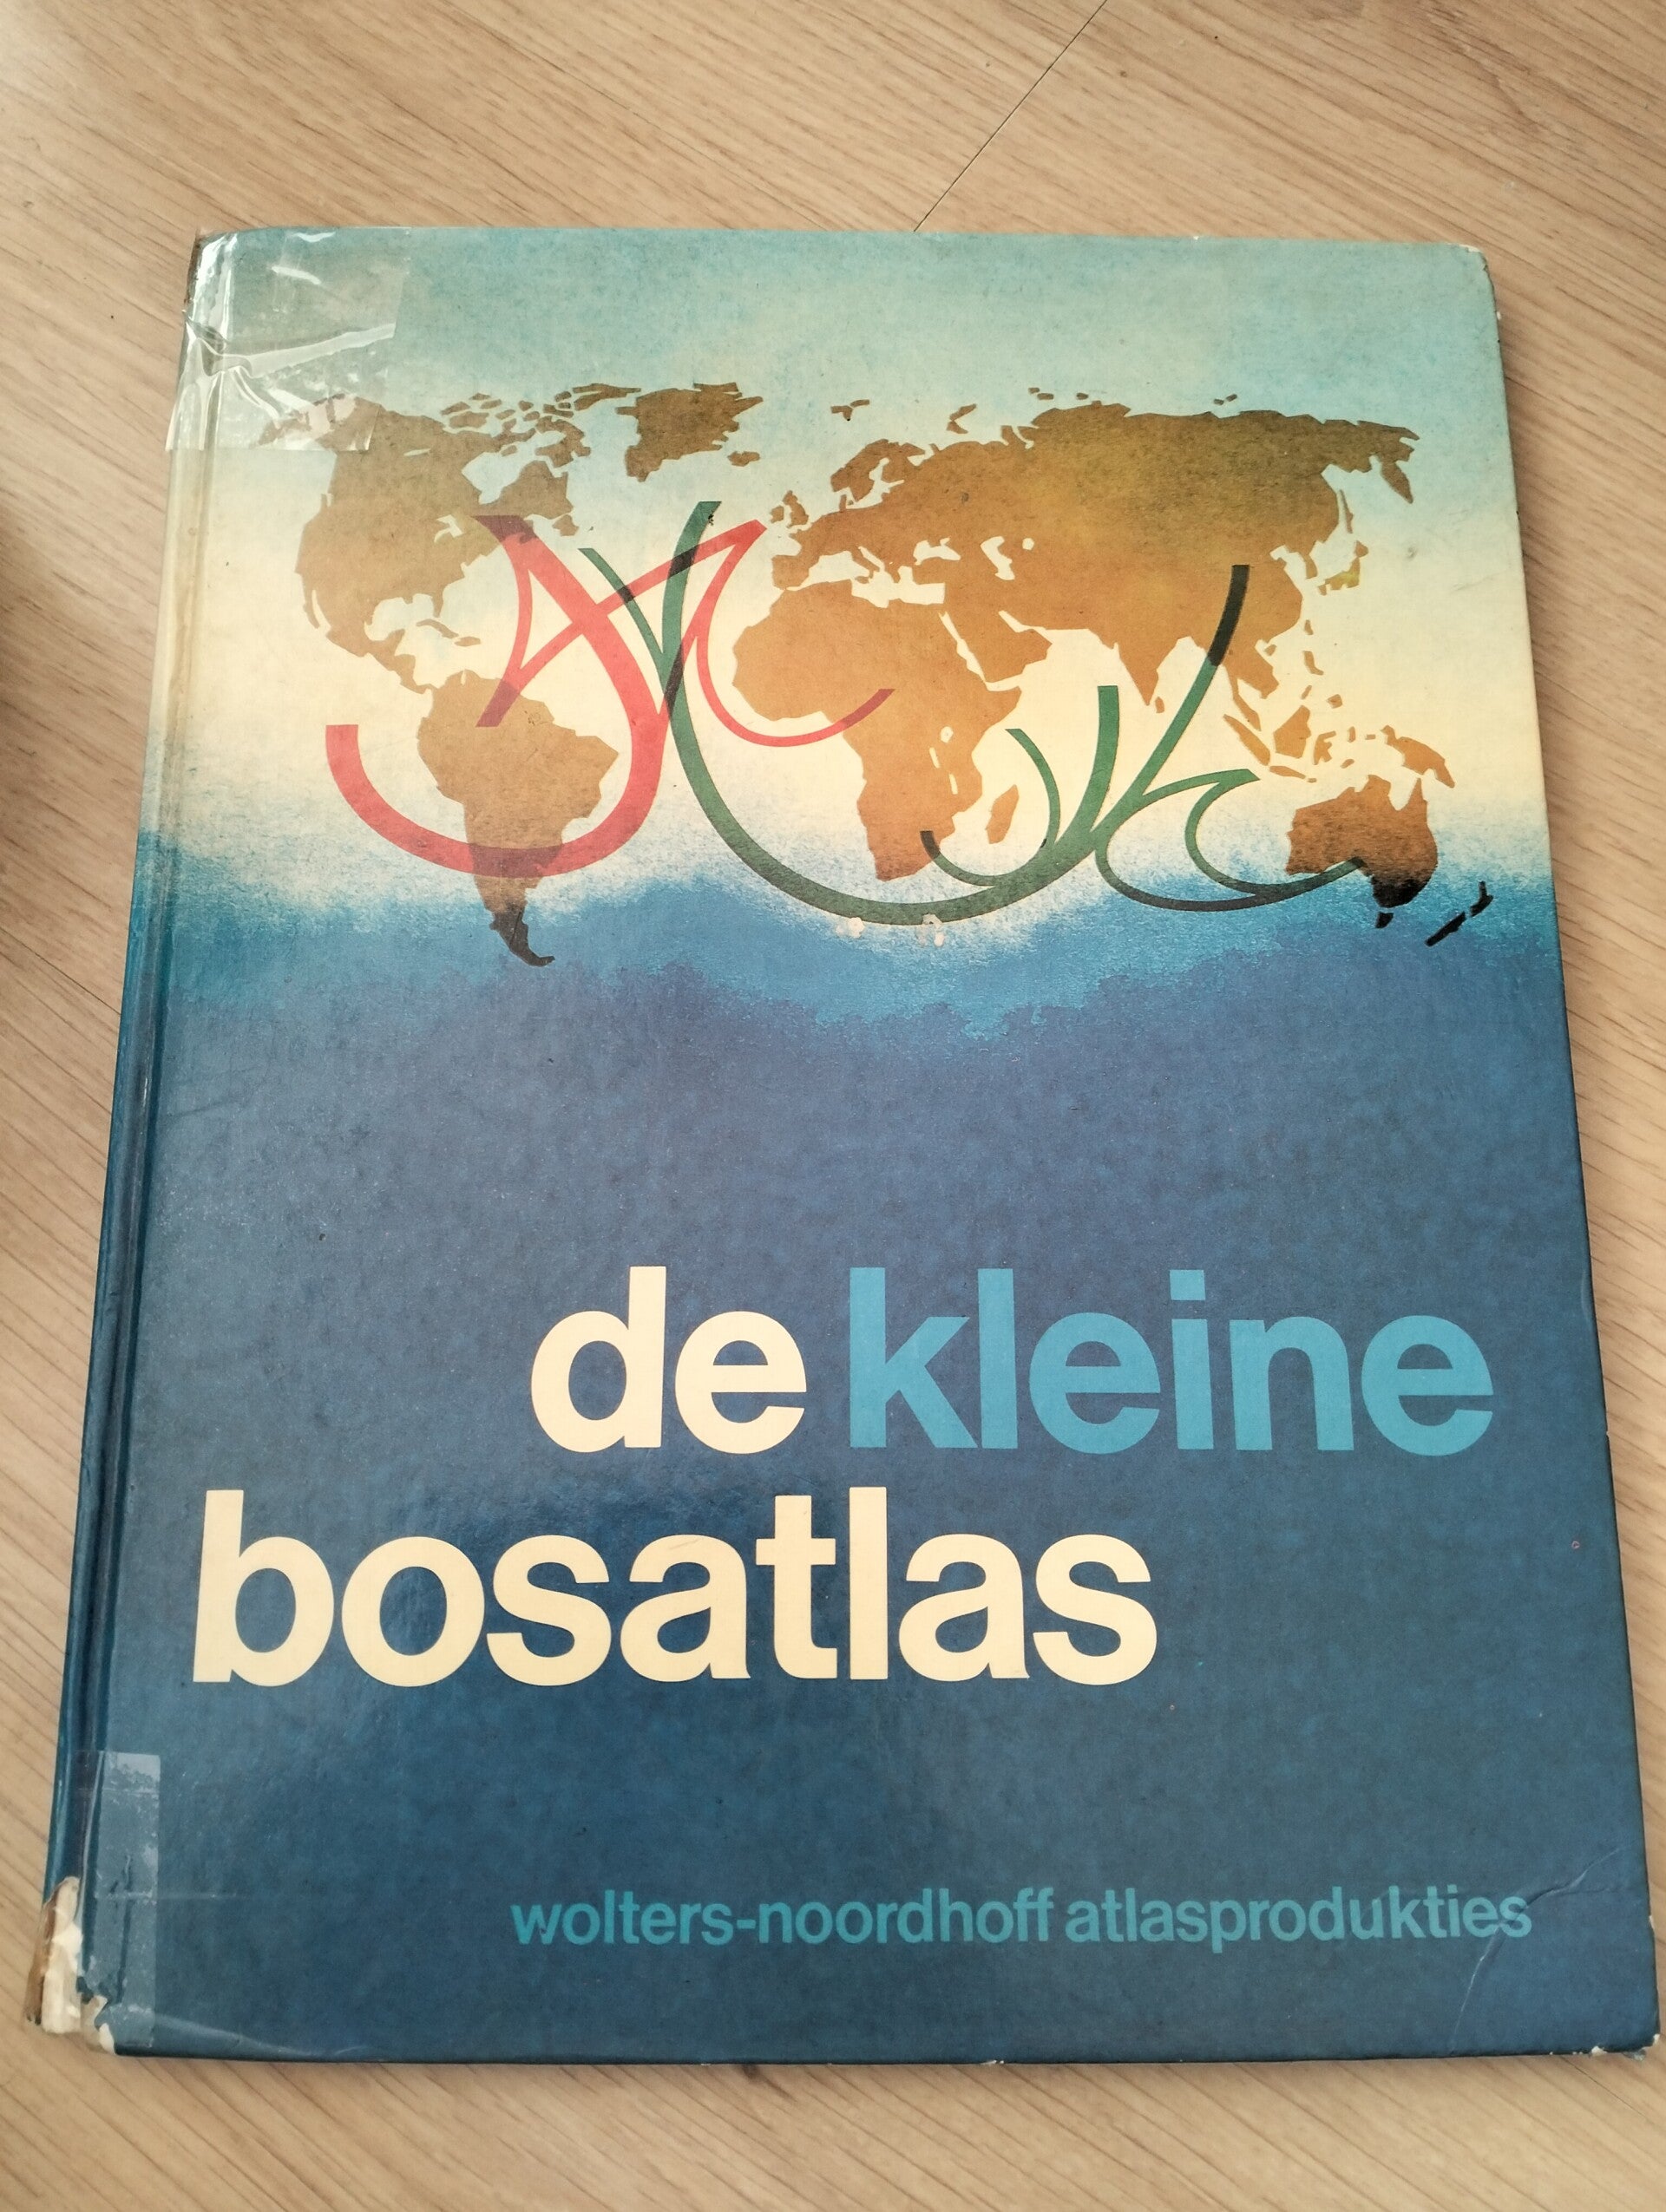 de kleine
bosatlas
wolters-noordhoff atlasprodukties